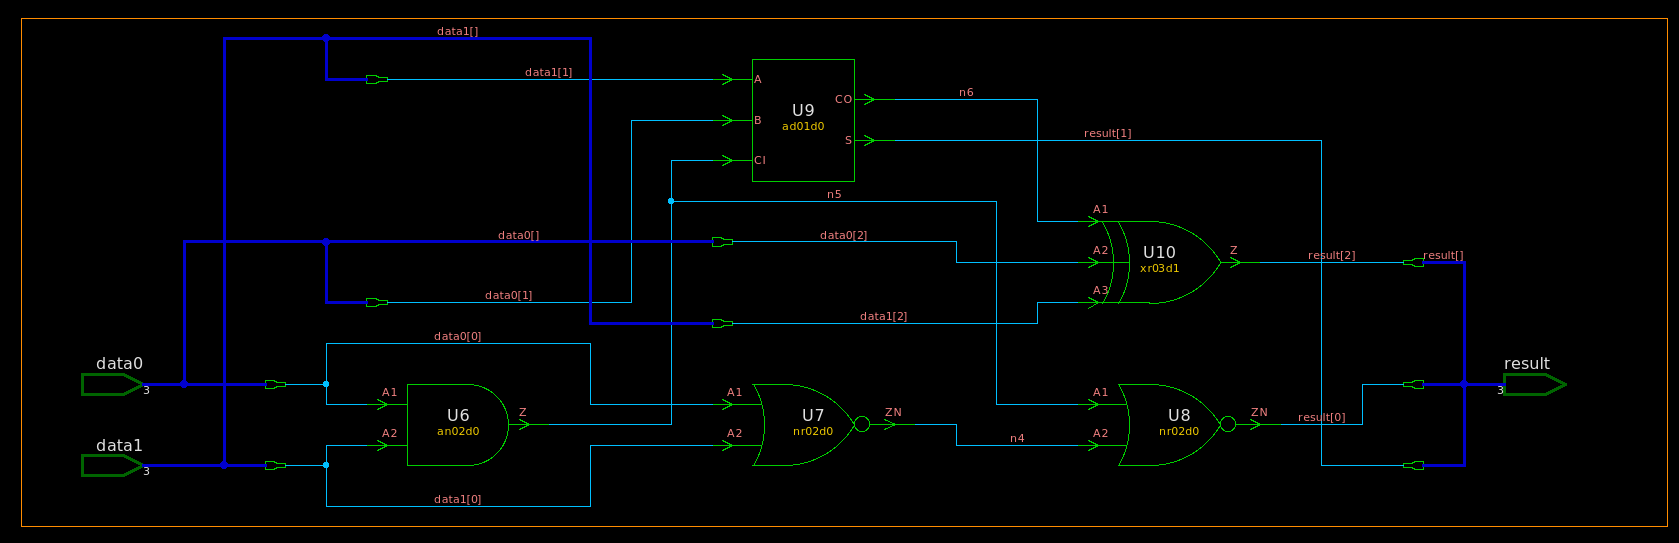 data1[]
data1[1]
A
U9
ad01d0
CO
n6
B
S
result[1]
CI
n5
A1
data0[]
data0[2]
A2
U10
xr03d1
Z
result[2]
result[]
data0[1]
A3
data1[2]
data0[0]
data0
3
A1
U6
an02d0
Z
A2
A1
U7
nr02d0
ZN
A2
n4
A1
U8
nr02d0
ZN
A2
result[0]
result
3
data1
3
data1[0]